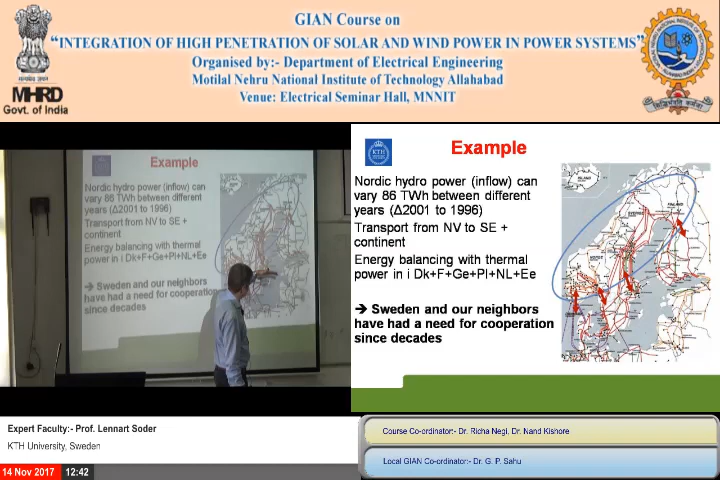 GIAN Course on
“INTEGRATION OF HIGH PENETRATION OF SOLAR AND WIND POWER IN POWER SYSTEMS”
Organised by:- Department of Electrical Engineering
Motilal Nehru National Institute of Technology Allahabad
Venue: Electrical Seminar Hall, MNNIT
MHRD
Govt. of India
Example
Nordic hydro power (inflow) can
vary 86 TWh between different
years (Δ2001 to 1996)
Transport from NV to SE +
continent
Energy balancing with thermal
power in i Dk+F+Ge+Pl+NL+Ee
➔ Sweden and our neighbors
have had a need for cooperation
since decades
KTH
Example
Nordic hydro power (inflow) can
vary 86 TWh between different
years (Δ2001 to 1996)
Transport from NV to SE +
continent
Energy balancing with thermal
power in i Dk+F+Ge+Pl+NL+Ee
➔ Sweden and our neighbors
have had a need for cooperation
since decades
Expert Faculty:- Prof. Lennart Soder
KTH University, Sweden
14 Nov 2017 12:42
Course Co-ordinator:- Dr. Richa Negi, Dr. Nand Kishore
Local GIAN Co-ordinator:- Dr. G. P. Sahu